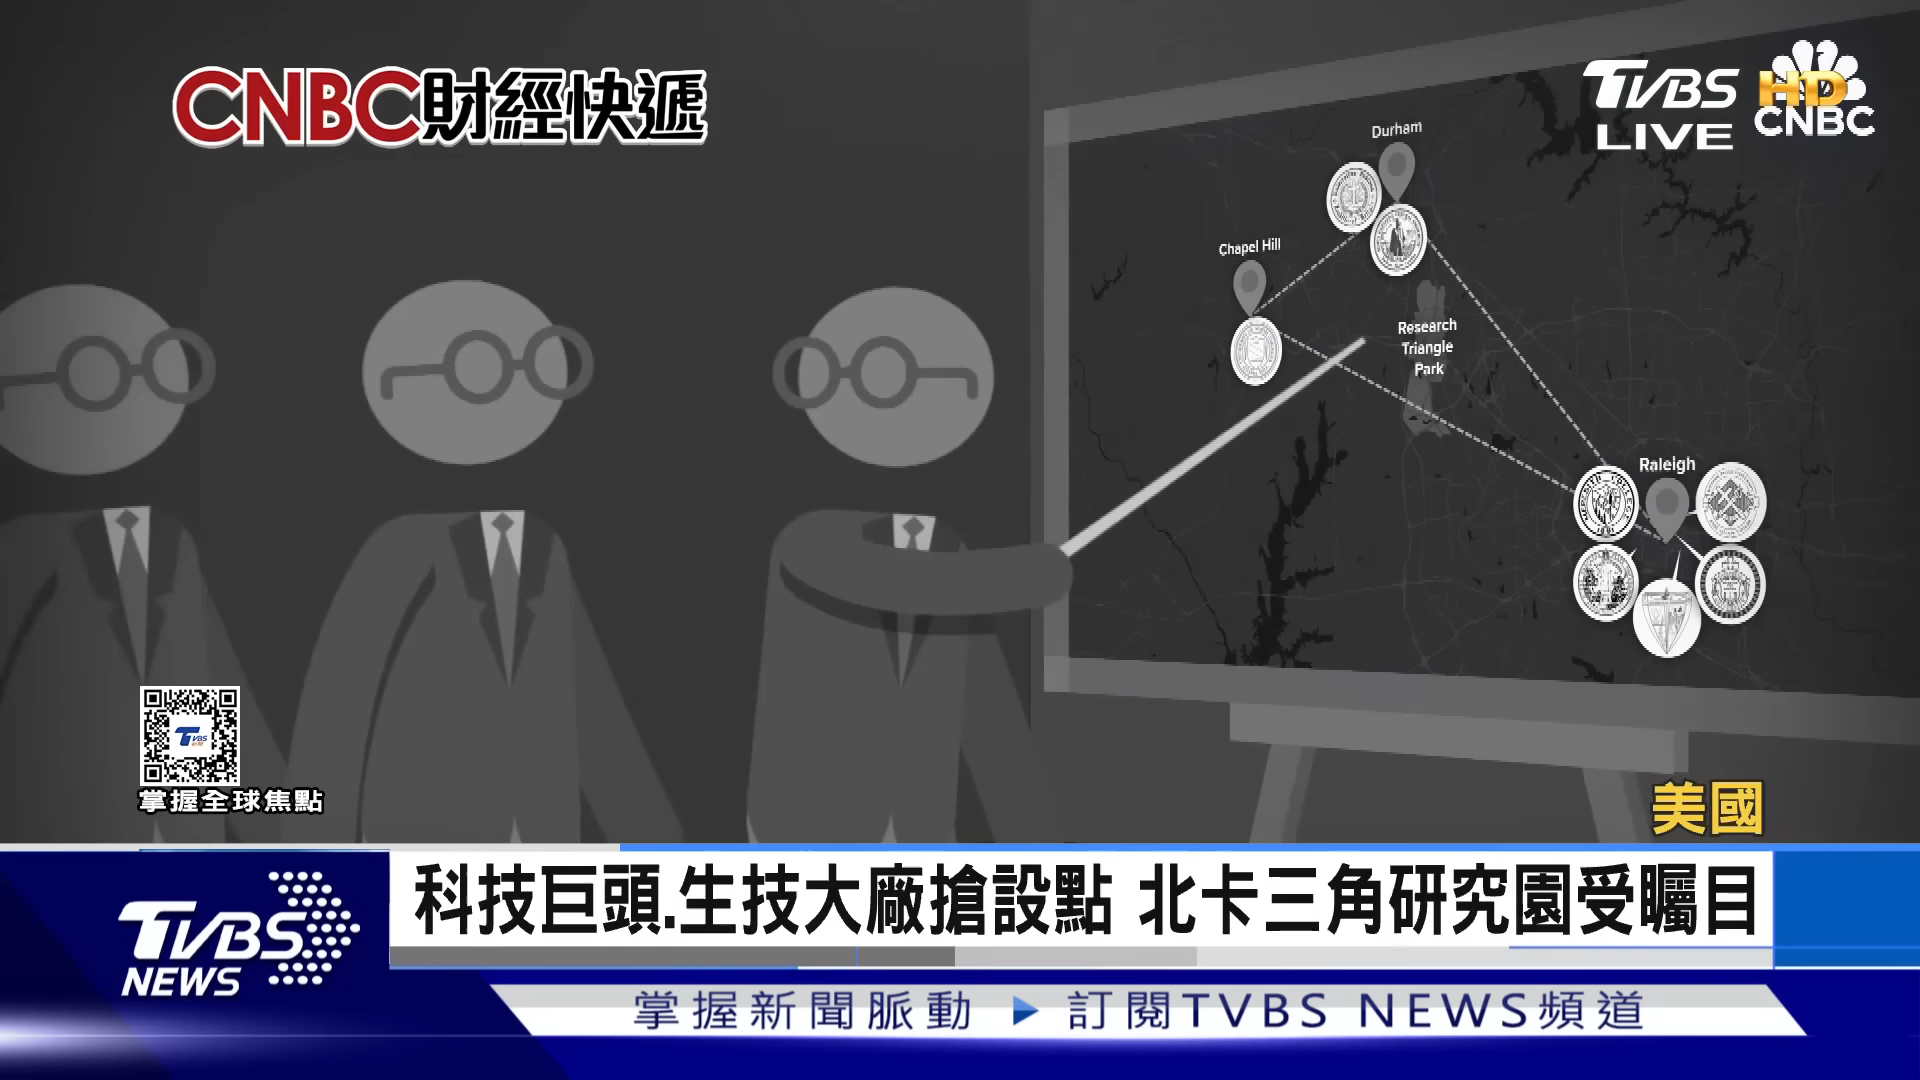 CNBC財經快遞
TVBS
LIVE
HD
CNBC
Durham
Chapel Hill
Research
Triangle
Park
Raleigh
TVBS
掌握全球焦點
美國
科技巨頭.生技大廠搶設點 北卡三角研究園受矚目
TVBS
NEWS
掌握新聞脈動 ▶ 訂閱TVBS NEWS頻道